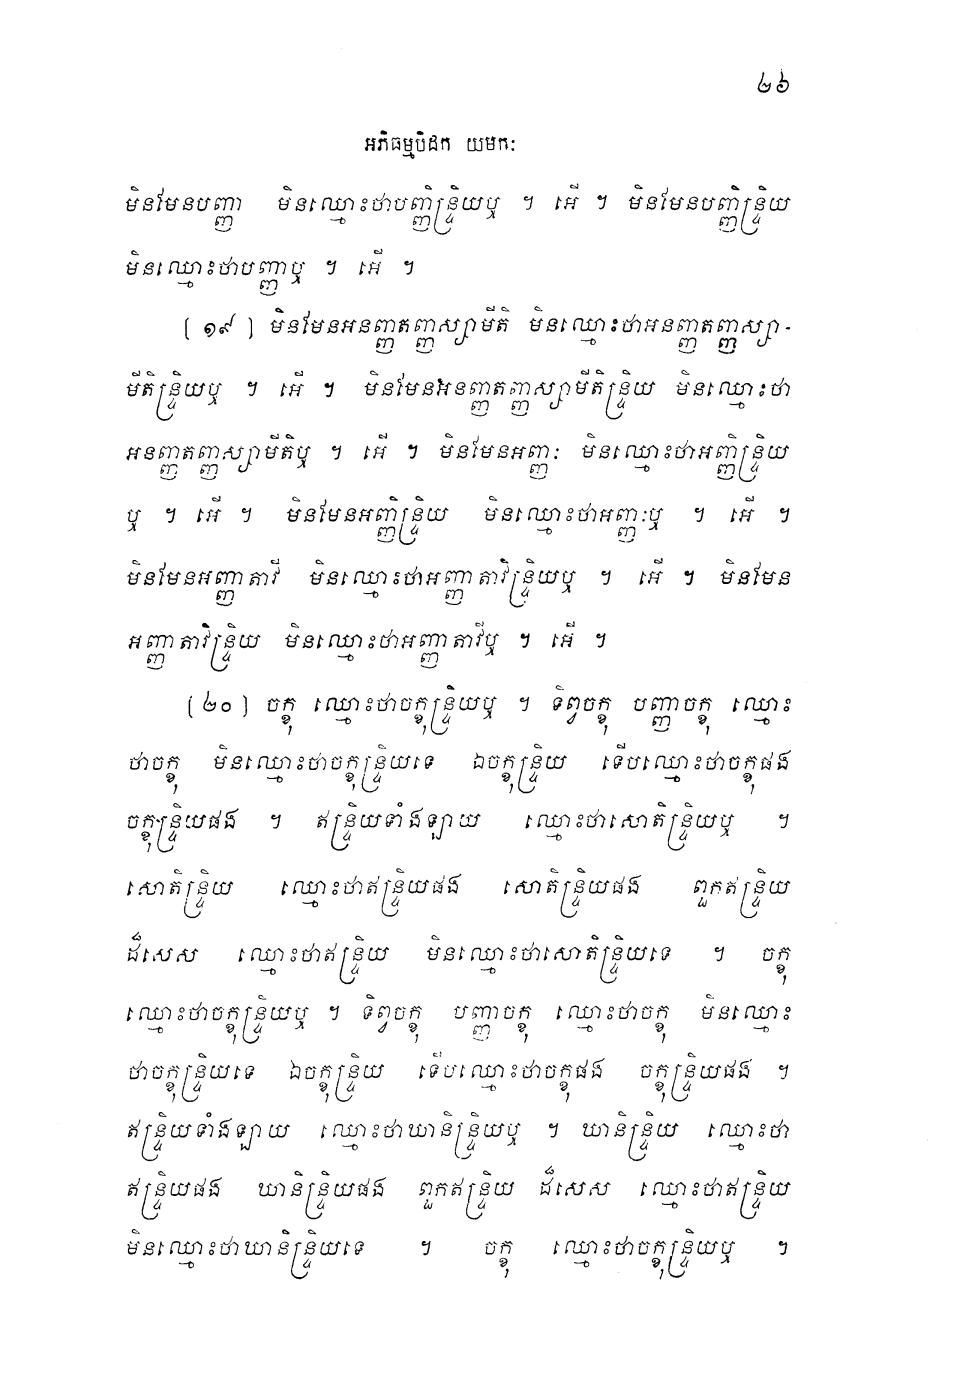 ២៦
អភិធម្មបិដក យមកៈ
មិនមែនបញ្ញា មិនឈ្មោះថាបញ្ញិន្ទ្រិយឬ ។ អើ ។ មិនមែនបញ្ញិន្ទ្រិយ
មិនឈ្មោះថាបញ្ញាឬ ។ អើ ។
(១៩) មិនមែនអនញ្ញតញ្ញស្សាមីតិ មិនឈ្មោះថាអនញ្ញតញ្ញស្សា-
មីតិន្ទ្រិយឬ ។ អើ ។ មិនមែនអនញ្ញតញ្ញស្សាមីតិន្ទ្រិយ មិនឈ្មោះថា
អនញ្ញតញ្ញស្សាមីតិឬ ។ អើ ។ មិនមែនអញ្ញៈ មិនឈ្មោះថាអញ្ញិន្ទ្រិយ
ឬ ។ អើ ។ មិនមែនអញ្ញិន្ទ្រិយ មិនឈ្មោះថាអញ្ញៈឬ ។ អើ ។
មិនមែនអញ្ញាតាវី មិនឈ្មោះថាអញ្ញាតាវិន្ទ្រិយឬ ។ អើ ។ មិនមែន
អញ្ញាតាវិន្ទ្រិយ មិនឈ្មោះថាអញ្ញាតាវីឬ ។ អើ ។
(២០) ចក្ខុ ឈ្មោះថាចក្ខុន្ទ្រិយឬ ។ ទិព្វចក្ខុ បញ្ញាចក្ខុ ឈ្មោះ
ថាចក្ខុ មិនឈ្មោះថាចក្ខុន្ទ្រិយទេ ឯចក្ខុន្ទ្រិយ ទើបឈ្មោះថាចក្ខុផង
ចក្ខុន្ទ្រិយផង ។ ឥន្ទ្រិយទាំងឡាយ ឈ្មោះថាសោតិន្ទ្រិយឬ ។
សោតិន្ទ្រិយ ឈ្មោះថាឥន្ទ្រិយផង សោតិន្ទ្រិយផង ពួកឥន្ទ្រិយ
ដ៏សេស ឈ្មោះថាឥន្ទ្រិយ មិនឈ្មោះថាសោតិន្ទ្រិយទេ ។ ចក្ខុ
ឈ្មោះថាចក្ខុន្ទ្រិយឬ ។ ទិព្វចក្ខុ បញ្ញាចក្ខុ ឈ្មោះថាចក្ខុ មិនឈ្មោះ
ថាចក្ខុន្ទ្រិយទេ ឯចក្ខុន្ទ្រិយ ទើបឈ្មោះថាចក្ខុផង ចក្ខុន្ទ្រិយផង ។
ឥន្ទ្រិយទាំងឡាយ ឈ្មោះថាឃានិន្ទ្រិយឬ ។ ឃានិន្ទ្រិយ ឈ្មោះថា
ឥន្ទ្រិយផង ឃានិន្ទ្រិយផង ពួកឥន្ទ្រិយ ដ៏សេស ឈ្មោះថាឥន្ទ្រិយ
មិនឈ្មោះថាឃានិន្ទ្រិយទេ ។ ចក្ខុ ឈ្មោះថាចក្ខុន្ទ្រិយឬ ។